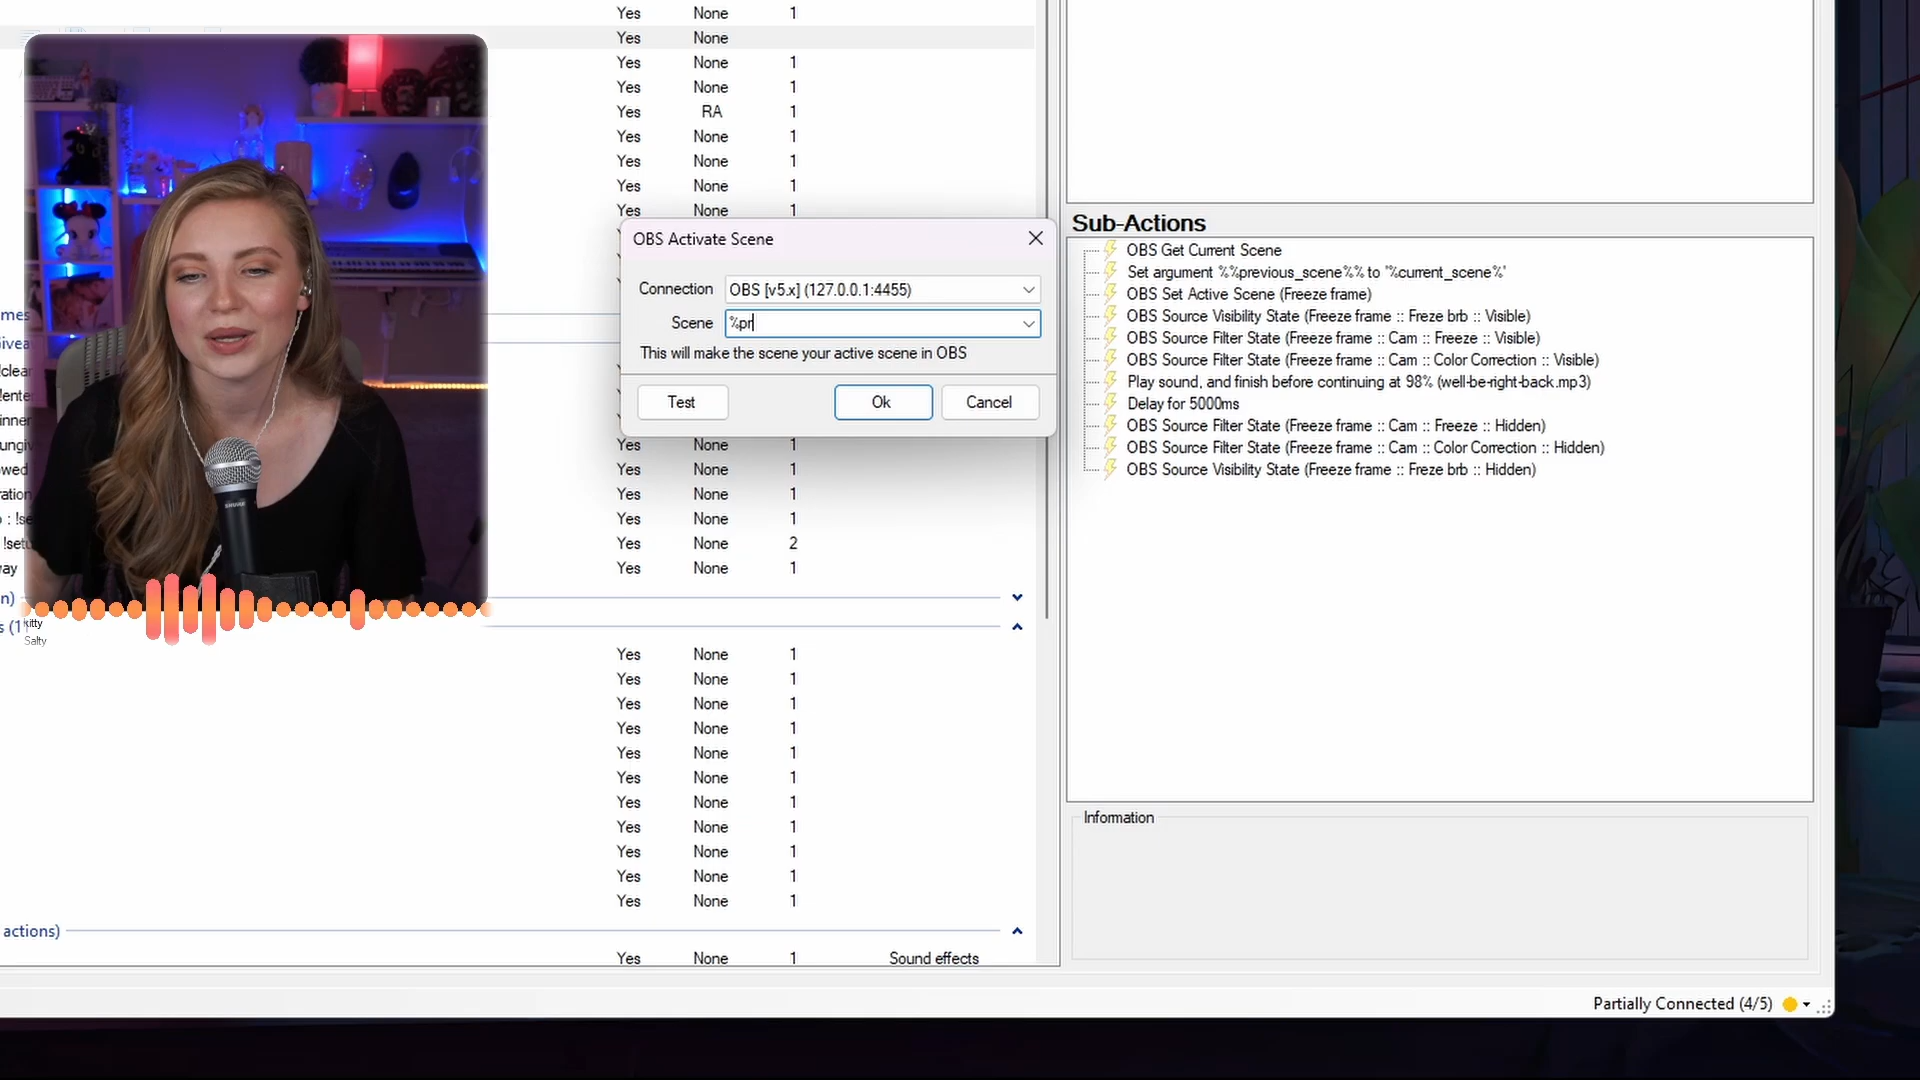 Yes None 1
Yes None
Yes None 1
Yes None 1
Yes RA 1
Yes None 1
Yes None 1
Yes None 1
Yes None 1
OBS Activate Scene
Connection OBS [v5.x] (127.0.0.1:4455)
Scene %pr
This will make the scene your active scene in OBS
Test Ok Cancel
Yes None 1
Yes None 1
Yes None 1
Yes None 1
Yes None 2
Yes None 1
n)
s (1
kitty
Salty
SHURE
Yes None 1
Yes None 1
Yes None 1
Yes None 1
Yes None 1
Yes None 1
Yes None 1
Yes None 1
Yes None 1
Yes None 1
Yes None 1
actions)
Yes None 1 Sound effects
Sub-Actions
OBS Get Current Scene
Set argument %%previous_scene%% to '%current_scene%'
OBS Set Active Scene (Freeze frame)
OBS Source Visibility State (Freeze frame :: Freze brb :: Visible)
OBS Source Filter State (Freeze frame :: Cam :: Freeze :: Visible)
OBS Source Filter State (Freeze frame :: Cam :: Color Correction :: Visible)
Play sound, and finish before continuing at 98% (well-be-right-back.mp3)
Delay for 5000ms
OBS Source Filter State (Freeze frame :: Cam :: Freeze :: Hidden)
OBS Source Filter State (Freeze frame :: Cam :: Color Correction :: Hidden)
OBS Source Visibility State (Freeze frame :: Freze brb :: Hidden)
Information
Partially Connected (4/5)